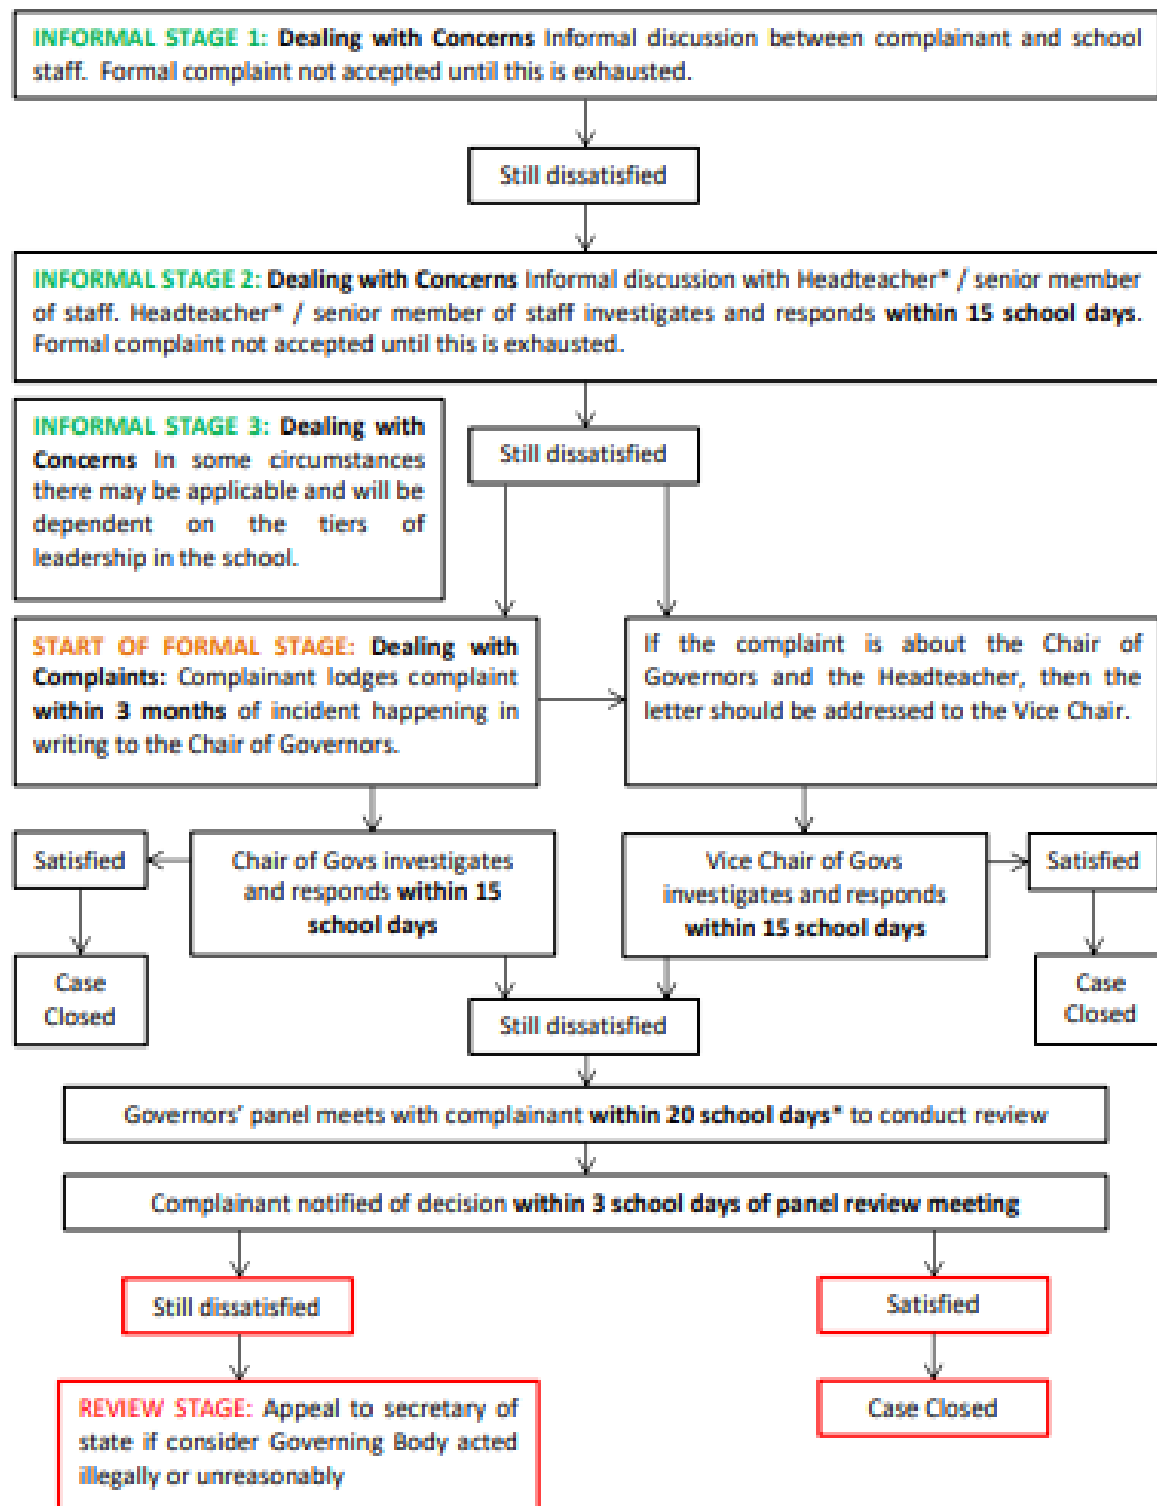 INFORMAL STAGE 1: Dealing with Concerns Informal discussion between complainant and school
staff. Formal complaint not accepted until this is exhausted.
Still dissatisfied
INFORMAL STAGE 2: Dealing with Concerns Informal discussion with Headteacher* / senior member
of staff. Headteacher* / senior member of staff investigates and responds within 15 school days.
Formal complaint not accepted until this is exhausted.
INFORMAL STAGE 3: Dealing with
Concerns In some circumstances
there may be applicable and will be
dependent on the tiers of
leadership in the school.
Still dissatisfied
START OF FORMAL STAGE: Dealing with
Complaints: Complainant lodges complaint
within 3 months of incident happening in
writing to the Chair of Governors.
If the complaint is about the Chair of
Governors and the Headteacher, then the
letter should be addressed to the Vice Chair.
Satisfied
Chair of Govs investigates
and responds within 15
school days
Vice Chair of Govs
investigates and responds
within 15 school days
Satisfied
Case
Closed
Still dissatisfied
Case
Closed
Governors' panel meets with complainant within 20 school days* to conduct review
Complainant notified of decision within 3 school days of panel review meeting
Still dissatisfied
Satisfied
REVIEW STAGE: Appeal to secretary of
state if consider Governing Body acted
illegally or unreasonably
Case Closed